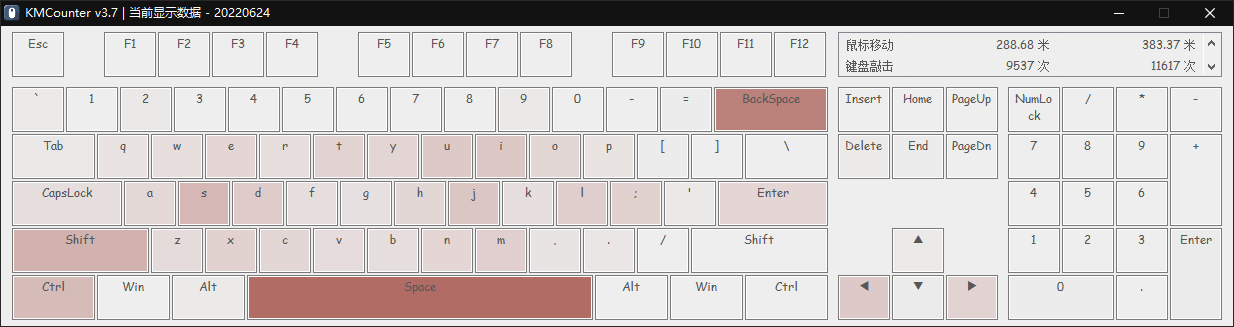 KMCounter v3.7 | 当前显示数据 - 20220624
Esc F1 F2 F3 F4 F5 F6 F7 F8 F9 F10 F11 F12
鼠标移动 288.68 米 383.37 米
键盘敲击 9537 次 11617 次
` 1 2 3 4 5 6 7 8 9 0 - = BackSpace Insert Home PageUp NumLo
ck / * -
Tab q w e r t y u i o p [ ] \ Delete End PageDn 7 8 9 +
CapsLock a s d f g h j k l ; ' Enter 4 5 6
Shift z x c v b n m , . / Shift ▲ 1 2 3 Enter
Ctrl Win Alt Space Alt Win Ctrl ◀ ▼ ▶ 0 .